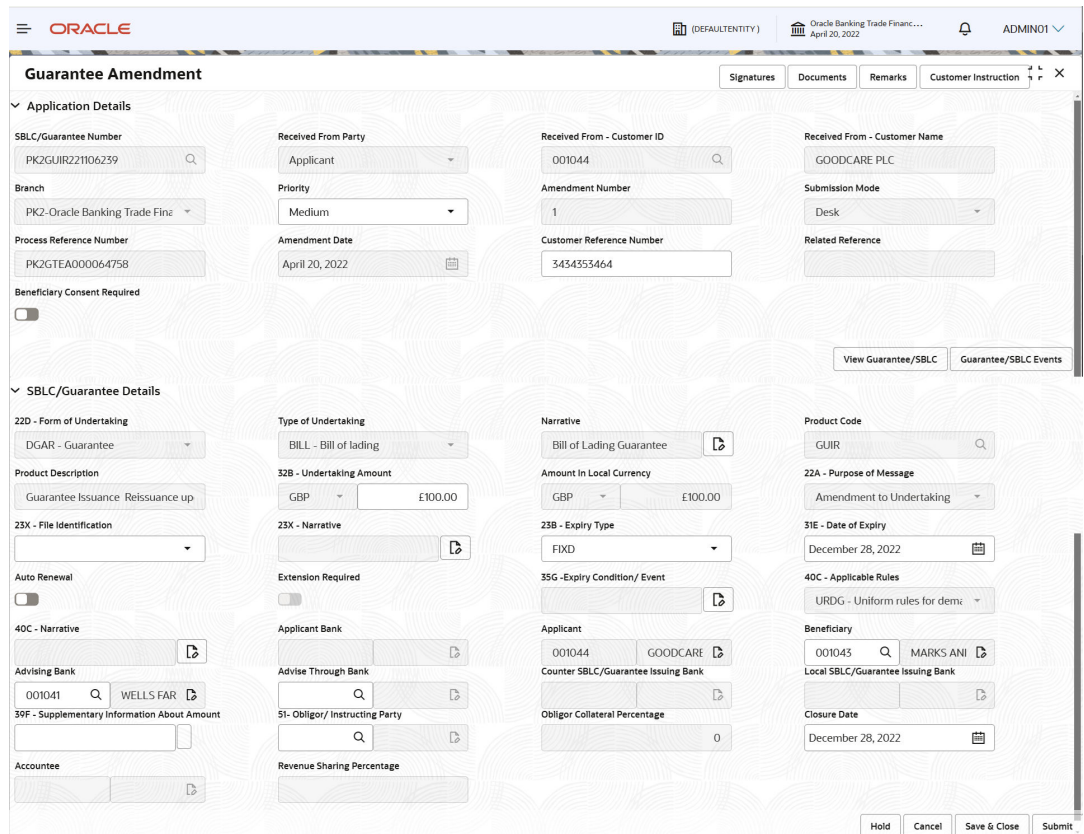 ORACLE
(DEFAULTENTITY)
Oracle Banking Trade Financ...
April 20, 2022
ADMIN01
Guarantee Amendment
Signatures Documents Remarks Customer Instruction
Application Details
SBLC/Guarantee Number Received From Party Received From - Customer ID Received From - Customer Name
PK2GUIR221106239 Applicant 001044 GOODCARE PLC
Branch Priority Amendment Number Submission Mode
PK2-Oracle Banking Trade Fina Medium 1 Desk
Process Reference Number Amendment Date Customer Reference Number Related Reference
PK2GTEA000064758 April 20, 2022 3434353464
Beneficiary Consent Required
View Guarantee/SBLC Guarantee/SBLC Events
SBLC/Guarantee Details
22D - Form of Undertaking Type of Undertaking Narrative Product Code
DGAR - Guarantee BILL - Bill of lading Bill of Lading Guarantee GUIR
Product Description 32B - Undertaking Amount Amount In Local Currency 22A - Purpose of Message
Guarantee Issuance Reissuance up GBP £100.00 GBP £100.00 Amendment to Undertaking
23X - File Identification 23X - Narrative 23B - Expiry Type 31E - Date of Expiry
FIXD December 28, 2022
Auto Renewal Extension Required 35G -Expiry Condition/ Event 40C - Applicable Rules
URDG - Uniform rules for dema
40C - Narrative Applicant Bank Applicant Beneficiary
001044 GOODCARE 001043 MARKS ANI
Advising Bank Advise Through Bank Counter SBLC/Guarantee Issuing Bank Local SBLC/Guarantee Issuing Bank
001041 WELLS FAR
39F - Supplementary Information About Amount 51- Obligor/ Instructing Party Obligor Collateral Percentage Closure Date
0 December 28, 2022
Accountee Revenue Sharing Percentage
Hold Cancel Save & Close Submit